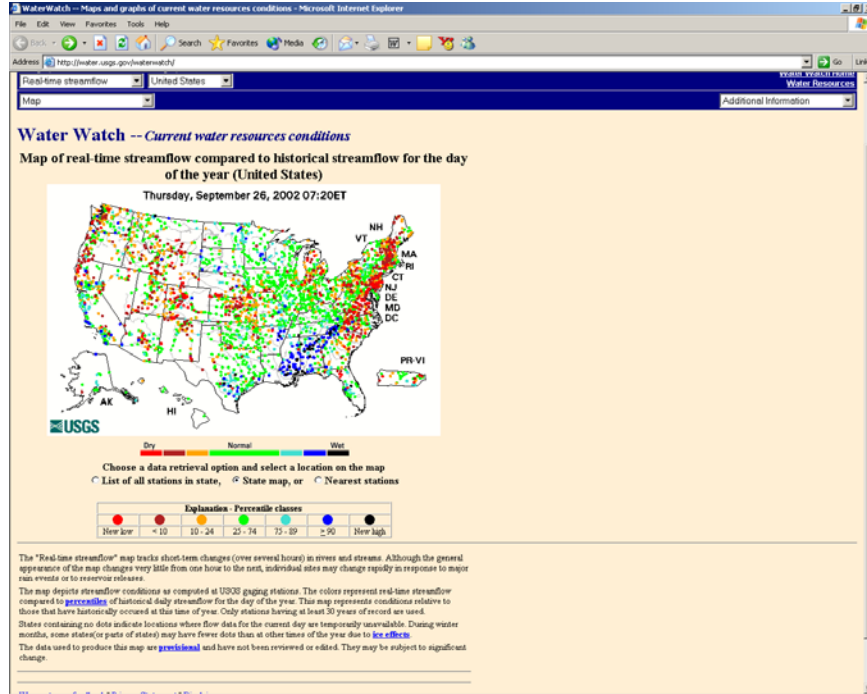 WaterWatch -- Maps and graphs of current water resources conditions - Microsoft Internet Explorer
File Edit View Favorites Tools Help
Back Search Favorites Media
Address http://water.usgs.gov/waterwatch/ Go Link
Real-time streamflow United States Water Watch Home
Water Resources
Map Additional Information
Water Watch -- Current water resources conditions
Map of real-time streamflow compared to historical streamflow for the day
of the year (United States)
Thursday, September 26, 2002 07:20ET
NH
VT
MA
RI
CT
NJ
DE
MD
DC
PR-VI
AK
HI
USGS
Dry Normal Wet
Choose a data retrieval option and select a location on the map
List of all stations in state, State map, or Nearest stations
Explanation - Percentile classes
New low < 10 10 - 24 25 - 74 75 - 89 ≥ 90 New high
The "Real-time streamflow" map tracks short-term changes (over several hours) in rivers and streams. Although the general
appearance of the map changes very little from one hour to the next, individual sites may change rapidly in response to major
rain events or to reservoir releases.
The map depicts streamflow conditions as computed at USGS gaging stations. The colors represent real-time streamflow
compared to percentiles of historical daily streamflow for the day of the year. This map represents conditions relative to
those that have historically occured at this time of year. Only stations having at least 30 years of record are used.
States containing no dots indicate locations where flow data for the current day are temporarily unavailable. During winter
months, some states(or parts of states) may have fewer dots than at other times of the year due to ice effects.
The data used to produce this map are provisional and have not been reviewed or edited. They may be subject to significant
change.